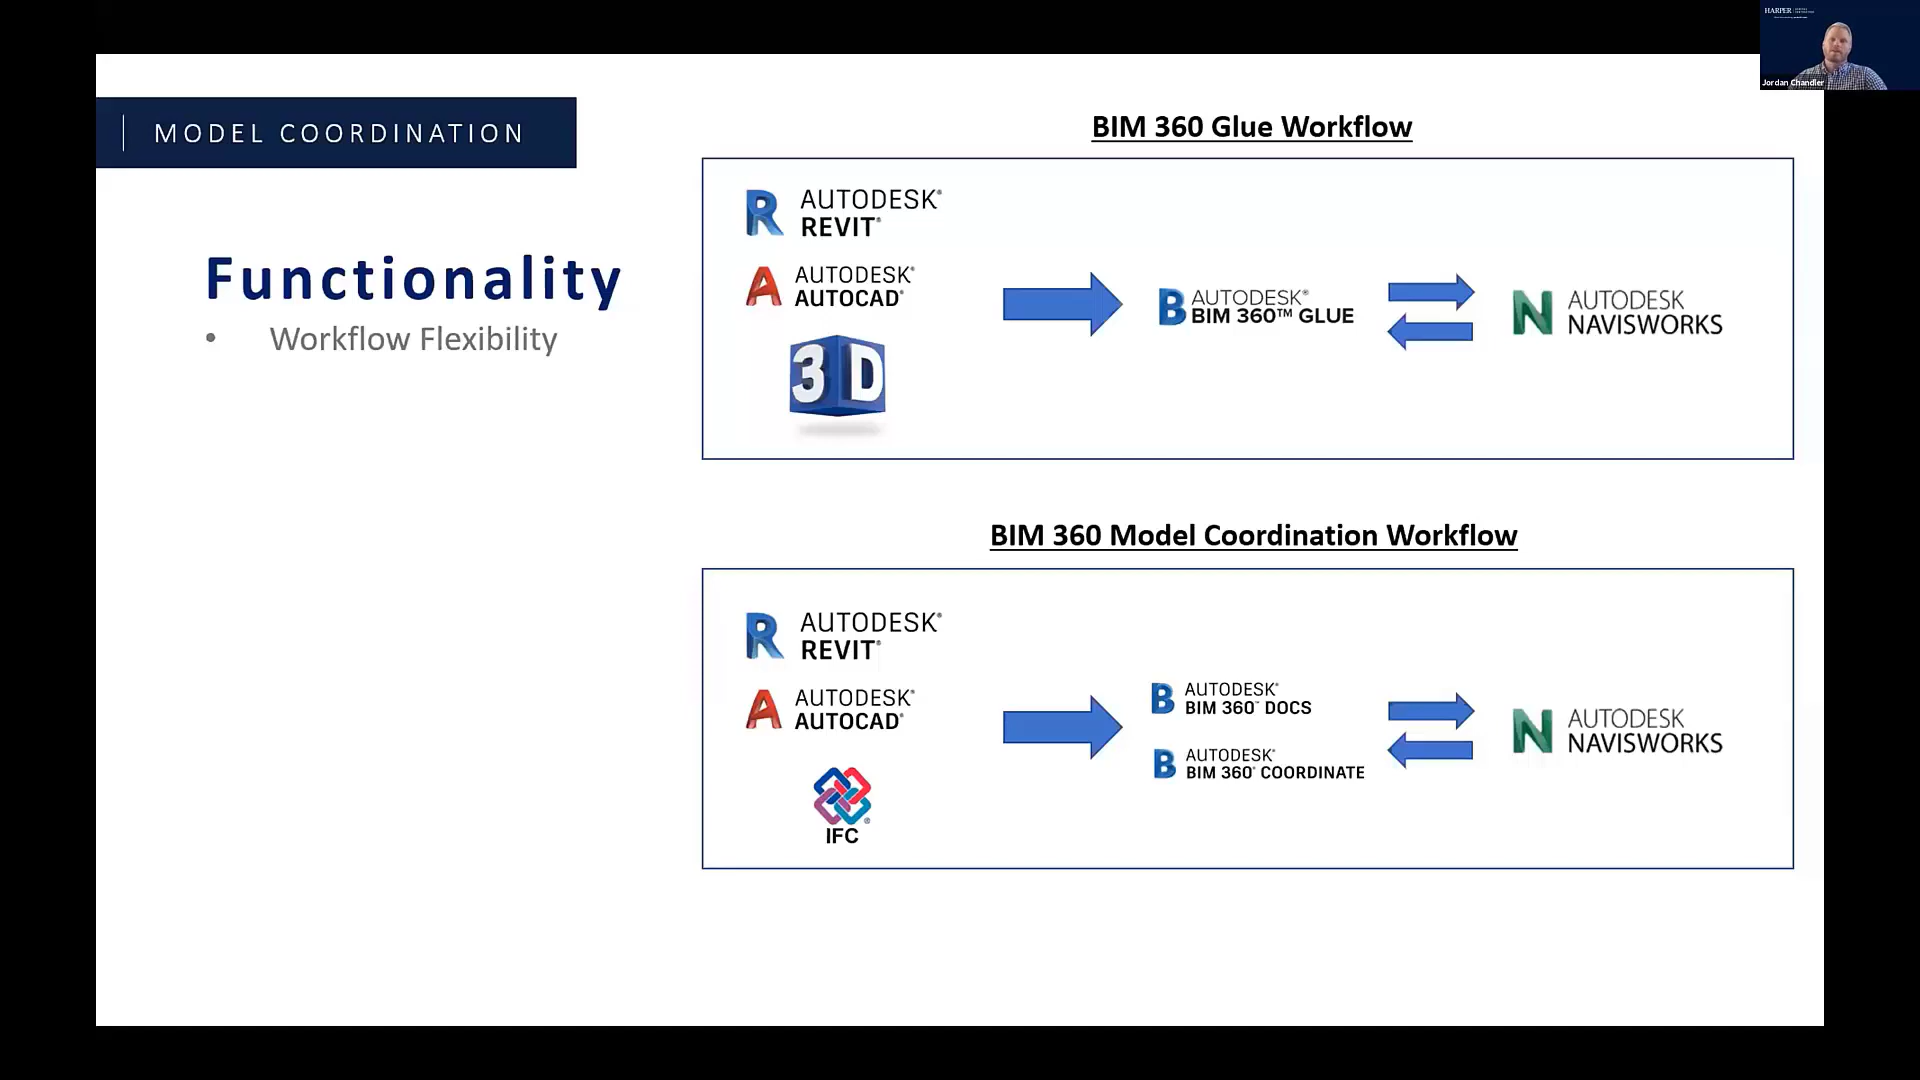 HARPER
Jordan Chandler
MODEL COORDINATION
Functionality
• Workflow Flexibility
BIM 360 Glue Workflow
AUTODESK®
REVIT®
AUTODESK®
AUTOCAD®
3D
AUTODESK®
BIM 360™ GLUE
AUTODESK
NAVISWORKS
BIM 360 Model Coordination Workflow
AUTODESK®
REVIT®
AUTODESK®
AUTOCAD®
IFC
AUTODESK®
BIM 360™ DOCS
AUTODESK®
BIM 360® COORDINATE
AUTODESK
NAVISWORKS